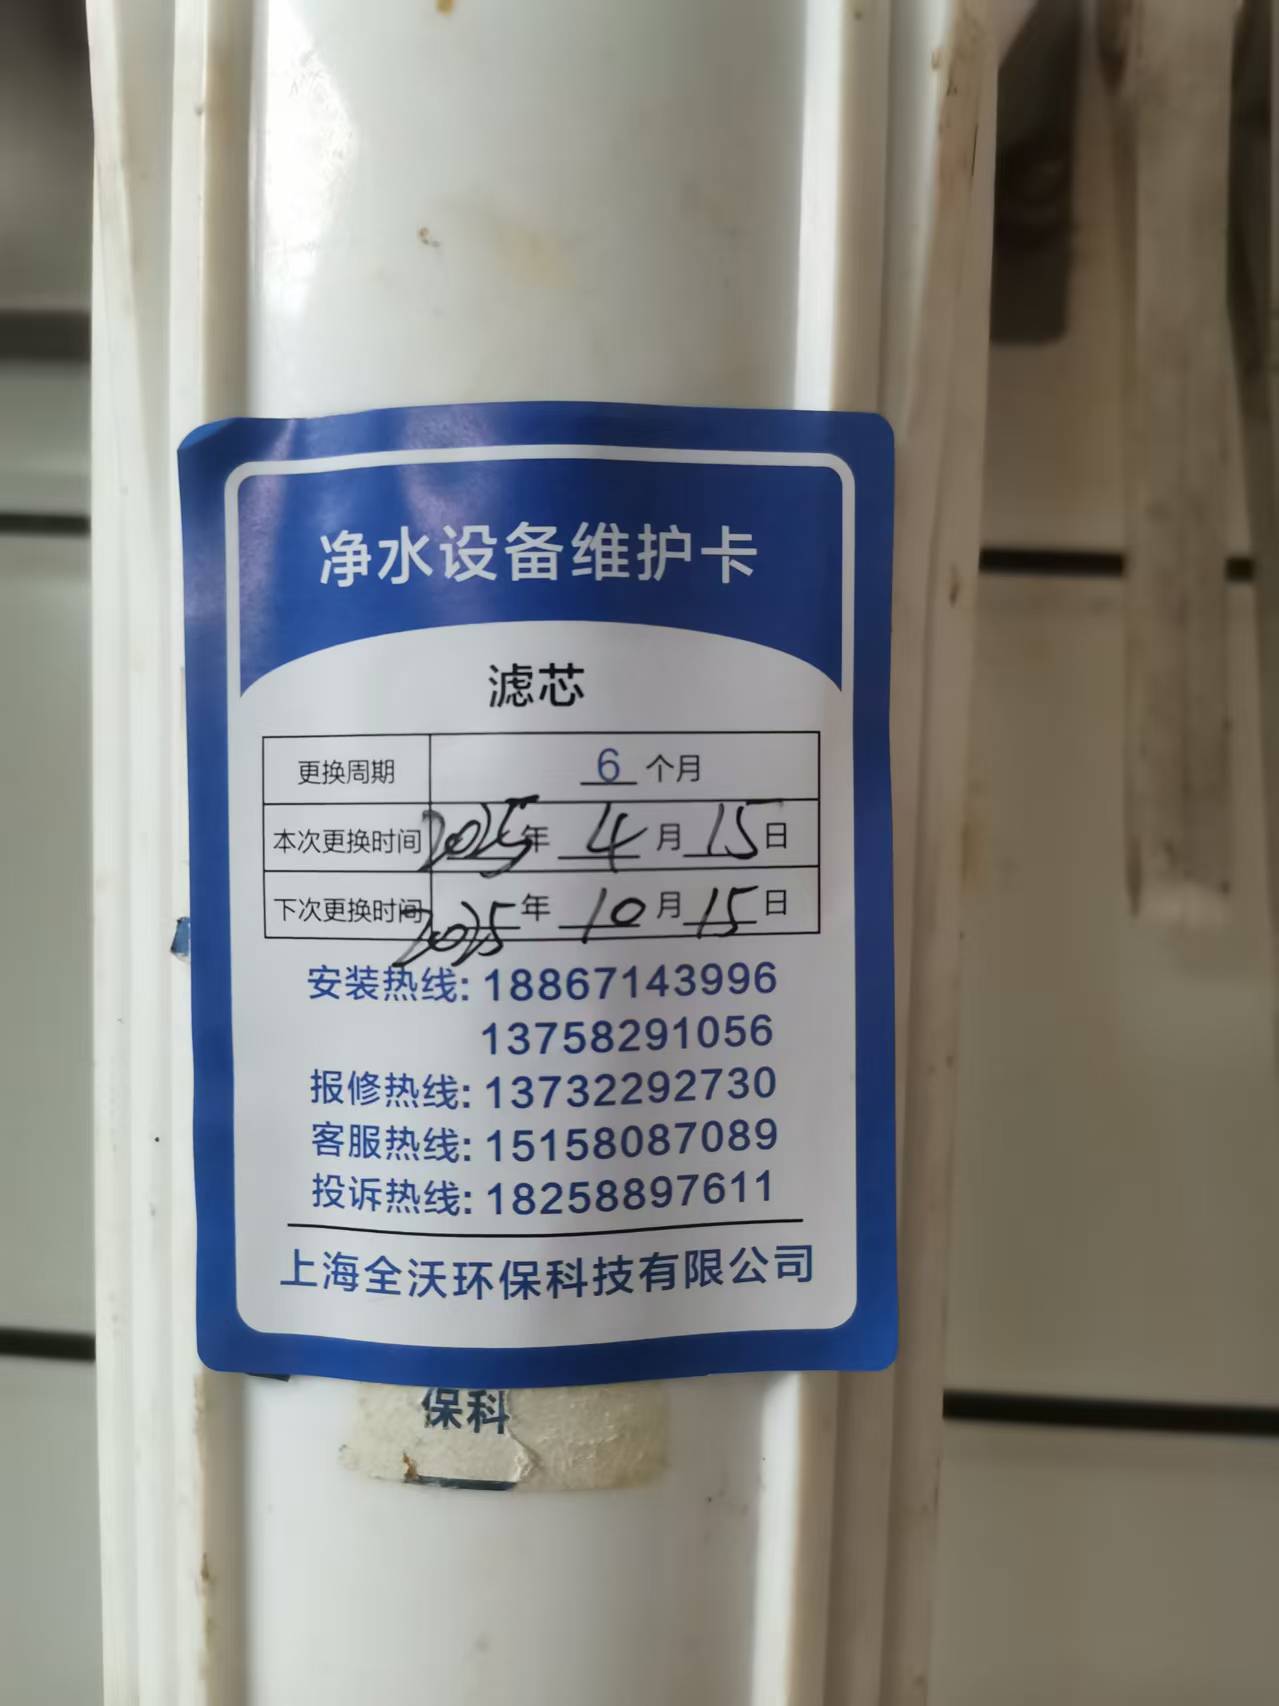 净水设备维护卡
滤芯
更换周期 6 个月
本次更换时间 2025 年 4 月 15 日
下次更换时间 2025 年 10 月 15 日
安装热线: 18867143996
13758291056
报修热线: 13732292730
客服热线: 15158087089
投诉热线: 18258897611
上海全沃环保科技有限公司
保科